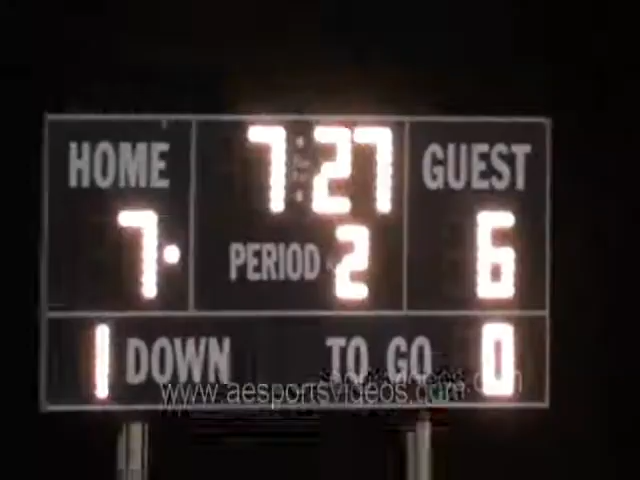 7:27
HOME GUEST
7 PERIOD 2 6
1 DOWN TO GO 0
www.aesportsvideos.com